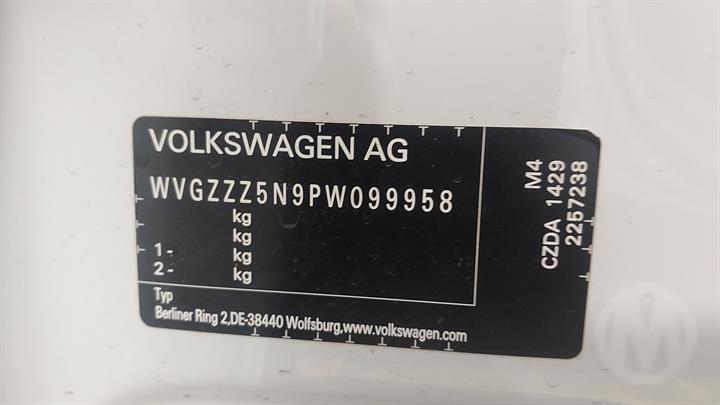 VOLKSWAGEN AG
WVGZZZ5N9PW099958
kg
kg
1- kg
2- kg
Typ
Berliner Ring 2,DE-38440 Wolfsburg,www.volkswagen.com
M4
CZDA 1429
2257238
M